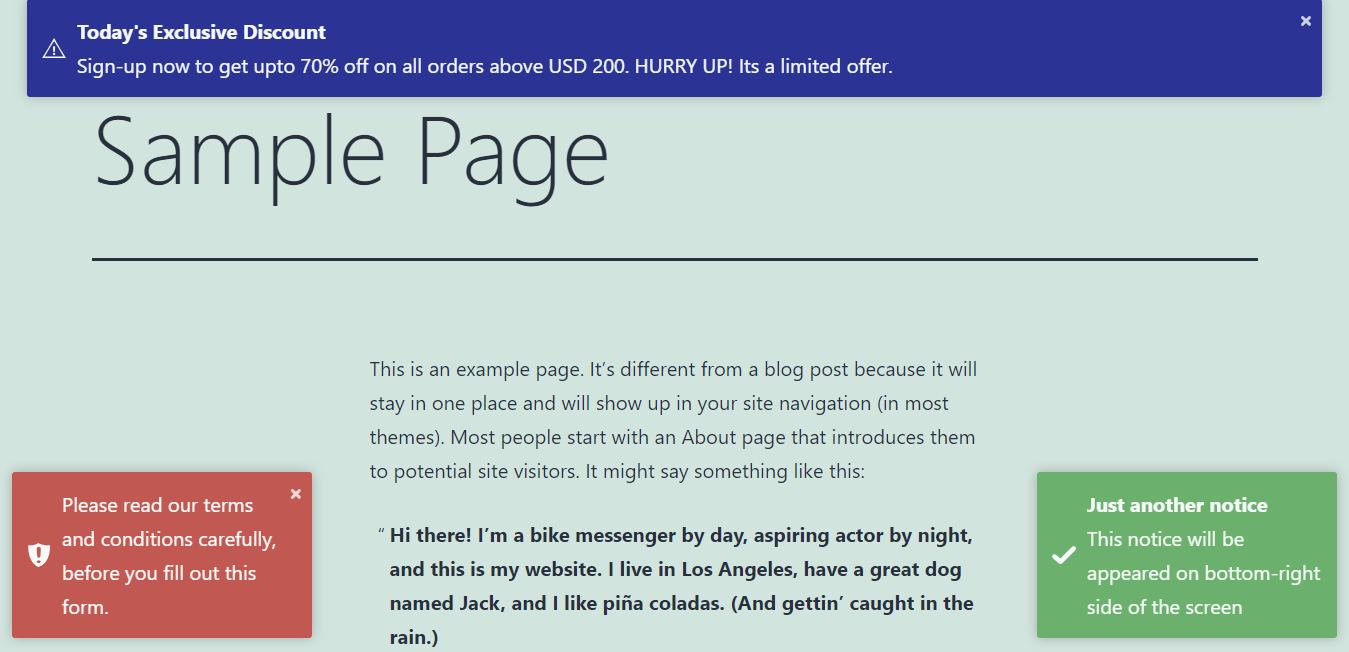 Today's Exclusive Discount
Sign-up now to get upto 70% off on all orders above USD 200. HURRY UP! Its a limited offer.
Sample Page
This is an example page. It’s different from a blog post because it will
stay in one place and will show up in your site navigation (in most
themes). Most people start with an About page that introduces them
to potential site visitors. It might say something like this:
“ Hi there! I’m a bike messenger by day, aspiring actor by night,
and this is my website. I live in Los Angeles, have a great dog
named Jack, and I like piña coladas. (And gettin’ caught in the
rain.)
Please read our terms
and conditions carefully,
before you fill out this
form.
Just another notice
This notice will be
appeared on bottom-right
side of the screen